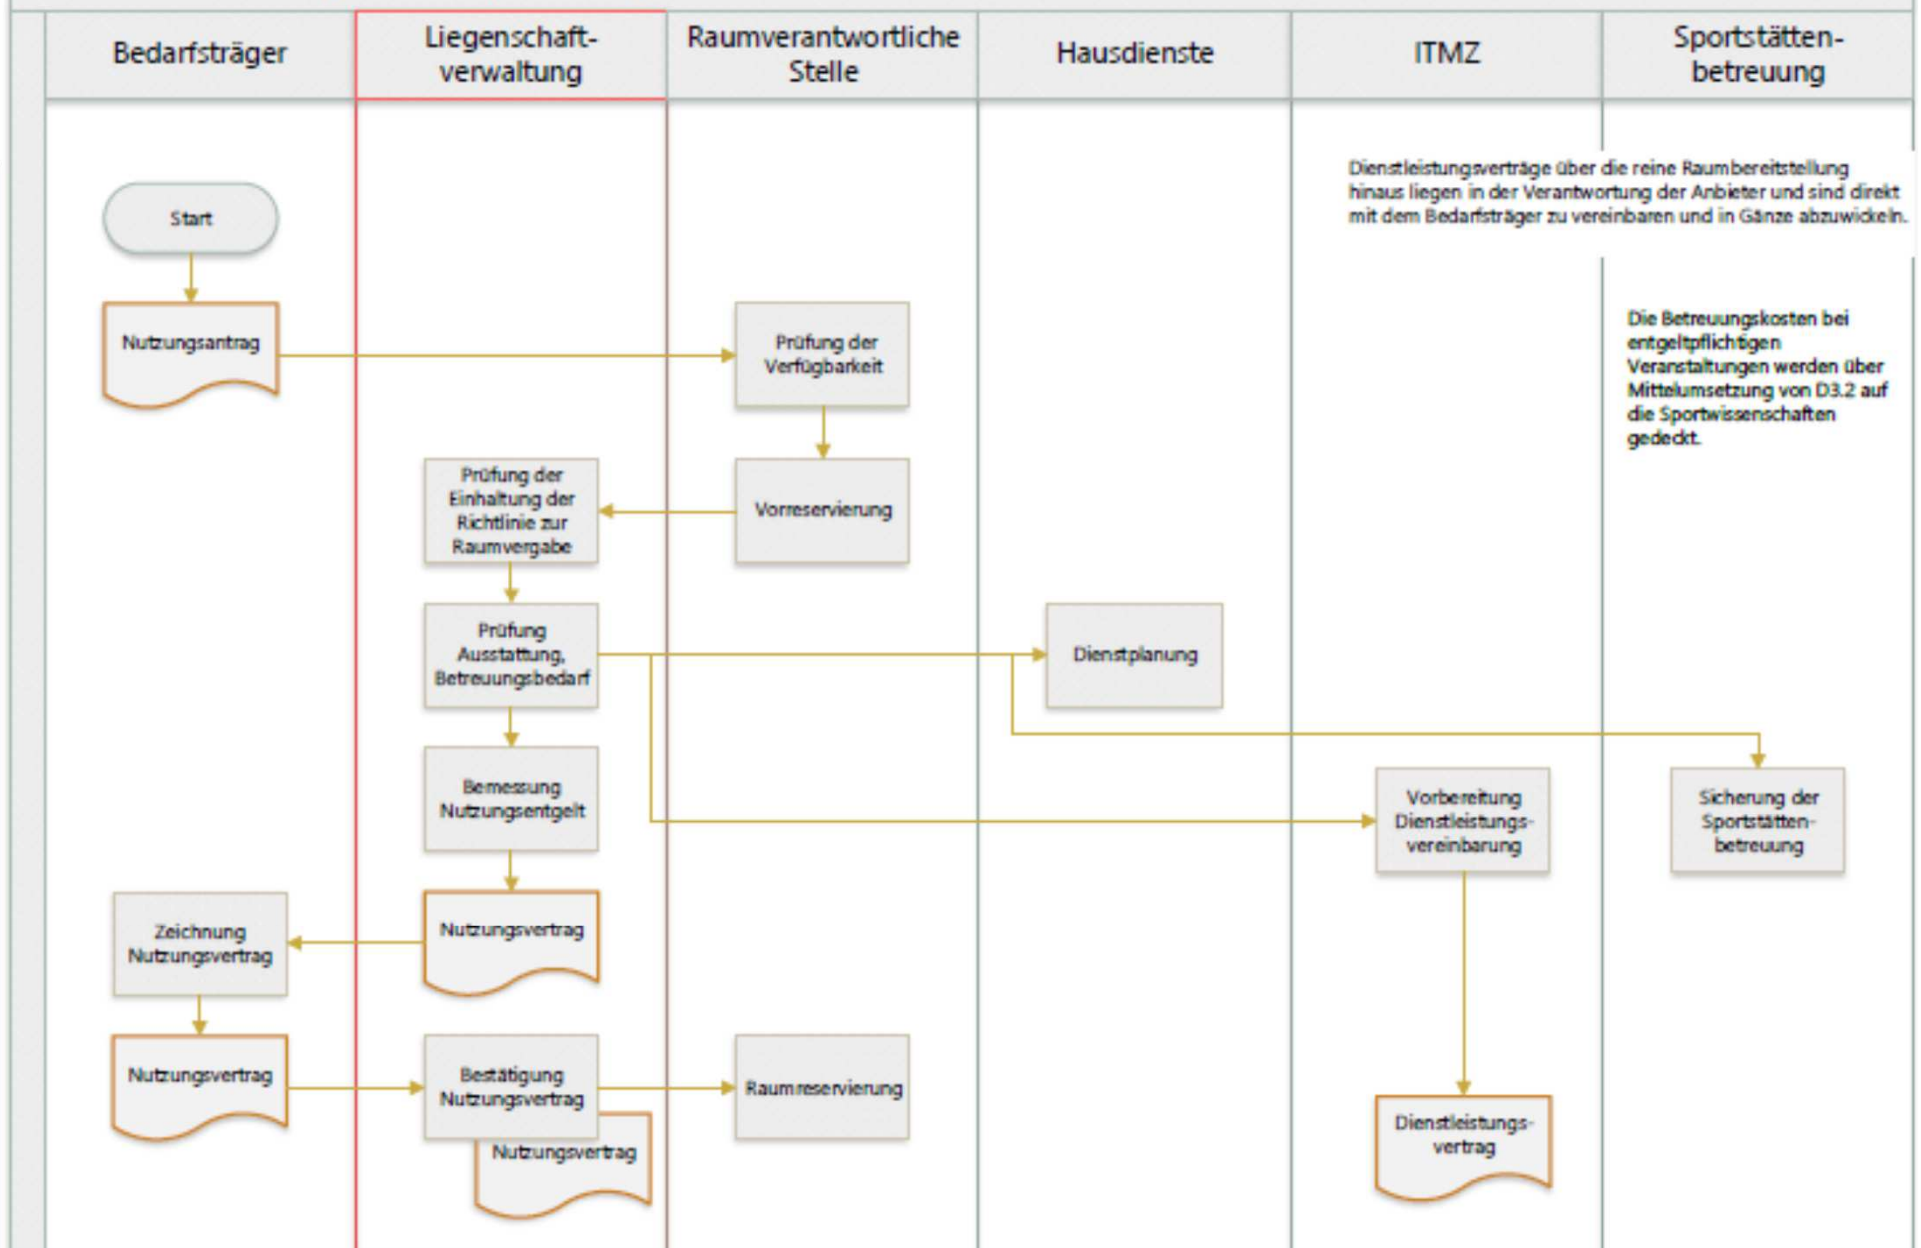 Bedarfsträger
Liegenschaft-
verwaltung
Raumverantwortliche
Stelle
Hausdienste
ITMZ
Sportstätten-
betreuung
Dienstleistungsverträge über die reine Raumbereitstellung
hinaus liegen in der Verantwortung der Anbieter und sind direkt
mit dem Bedarfsträger zu vereinbaren und in Gänze abzuwickeln.
Start
Nutzungsantrag
Prüfung der
Verfügbarkeit
Die Betreuungskosten bei
entgeltpflichtigen
Veranstaltungen werden über
Mittelumsetzung von D3.2 auf
die Sportwissenschaften
gedeckt.
Prüfung der
Einhaltung der
Richtlinie zur
Raumvergabe
Vorreservierung
Prüfung
Ausstattung,
Betreuungsbedarf
Dienstplanung
Bemessung
Nutzungsentgelt
Vorbereitung
Dienstleistungs-
vereinbarung
Sicherung der
Sportstätten-
betreuung
Zeichnung
Nutzungsvertrag
Nutzungsvertrag
Nutzungsvertrag
Bestätigung
Nutzungsvertrag
Raumreservierung
Nutzungsvertrag
Dienstleistungs-
vertrag